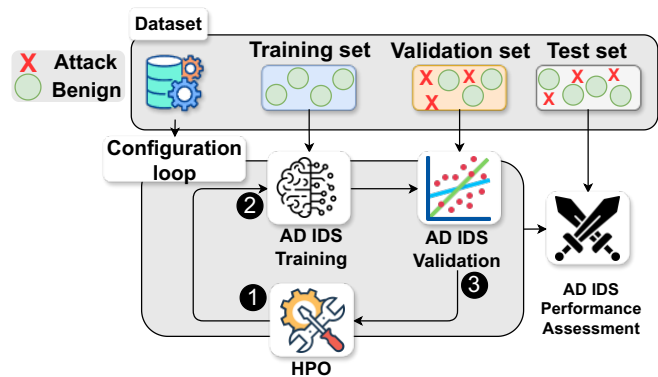 Dataset
X Attack
Benign
Training set
Validation set
Test set
Configuration
loop
2
AD IDS
Training
AD IDS
Validation
3
1
HPO
AD IDS
Performance
Assessment